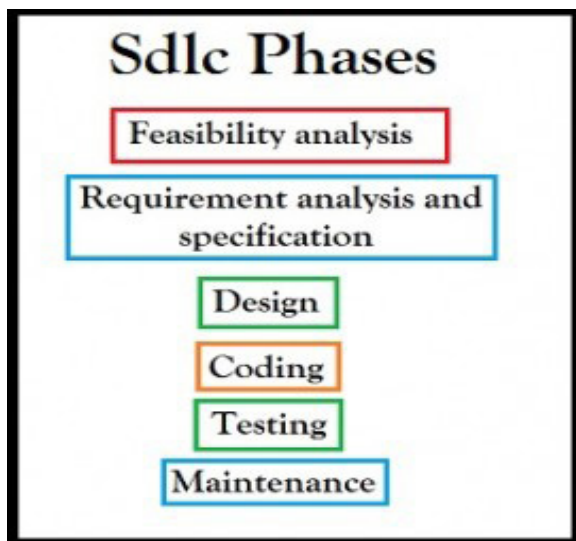 Sdlc Phases
Feasibility analysis
Requirement analysis and
specification
Design
Coding
Testing
Maintenance